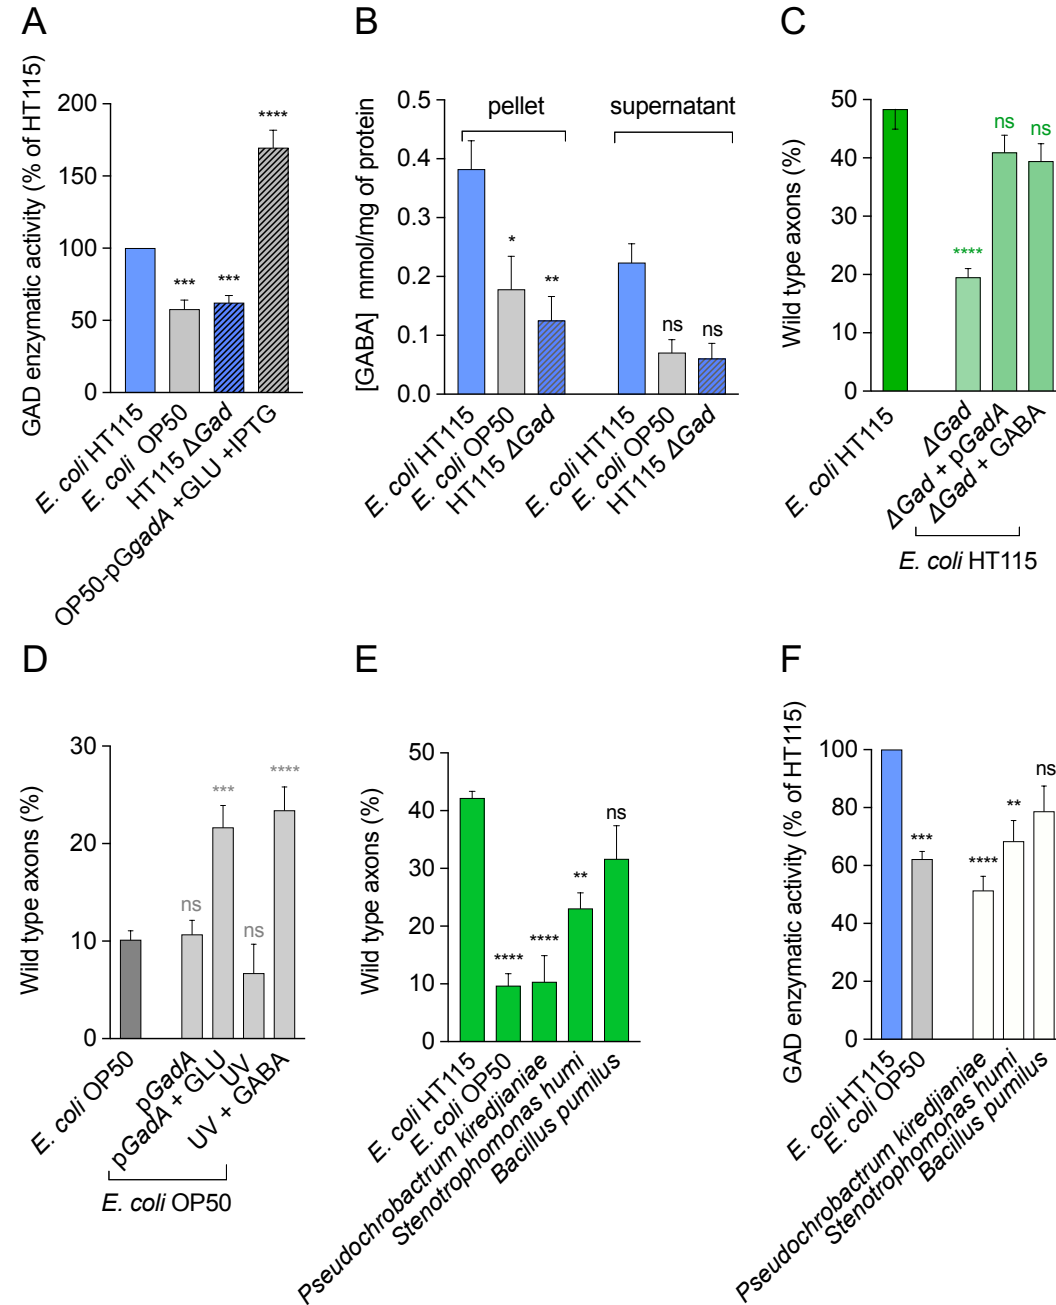 A
GAD enzymatic activity (% of HT115)
200
150
100
50
0
***
***
****
E. coli HT115
E. coli OP50
HT115 ΔGad
OP50-pGgadA +GLU +IPTG
B
[GABA] mmol/mg of protein
0.5
0.4
0.3
0.2
0.1
0.0
pellet
supernatant
*
**
ns
ns
E. coli HT115
E. coli OP50
HT115 ΔGad
E. coli HT115
E. coli OP50
HT115 ΔGad
C
Wild type axons (%)
50
40
30
20
10
0
****
ns
ns
E. coli HT115
ΔGad
ΔGad + pGadA
ΔGad + GABA
E. coli HT115
D
Wild type axons (%)
30
20
10
0
ns
***
ns
****
E. coli OP50
pGadA
pGadA + GLU
UV
UV + GABA
E. coli OP50
E
Wild type axons (%)
50
40
30
20
10
0
****
****
**
ns
E. coli HT115
E. coli OP50
Pseudochrobactrum kiredjianiae
Stenotrophomonas humi
Bacillus pumilus
F
GAD enzymatic activity (% of HT115)
100
80
60
40
20
0
***
****
**
ns
E. coli HT115
E. coli OP50
Pseudochrobactrum kiredjianiae
Stenotrophomonas humi
Bacillus pumilus